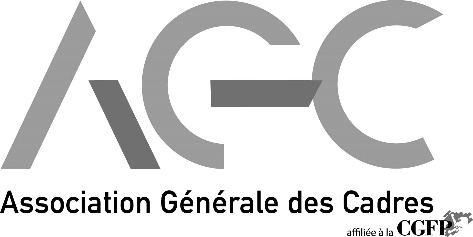 AGC
Association Générale des Cadres
affiliée à la CGFP